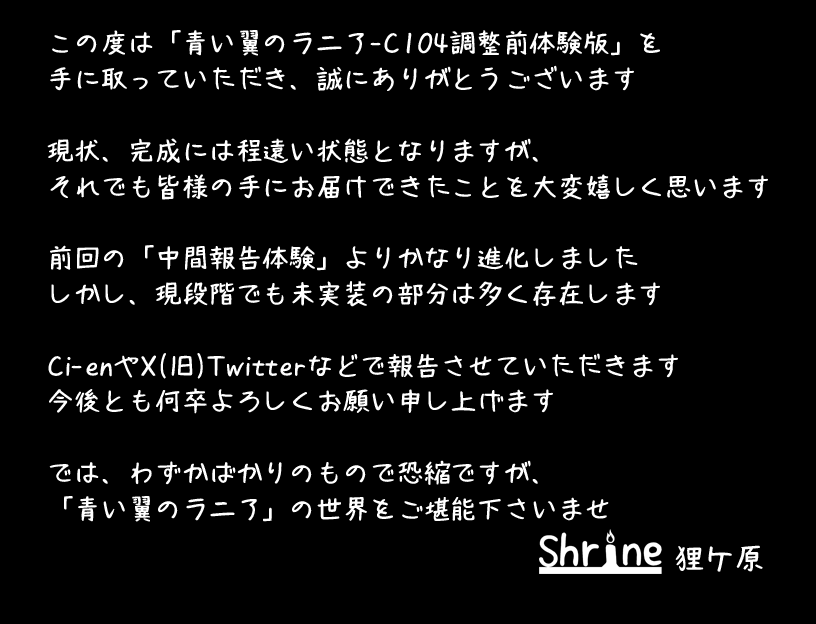 この度は「青い翼のラニア-C104調整前体験版」を
手に取っていただき、誠にありがとうございます
現状、完成には程遠い状態となりますが、
それでも皆様の手にお届けできたことを大変嬉しく思います
前回の「中間報告体験」よりかなり進化しました
しかし、現段階でも未実装の部分は多く存在します
Ci-enやX(旧)Twitterなどで報告させていただきます
今後とも何卒よろしくお願い申し上げます
では、わずかばかりのもので恐縮ですが、
「青い翼のラニア」の世界をご堪能下さいませ
Shrine 狸ケ原